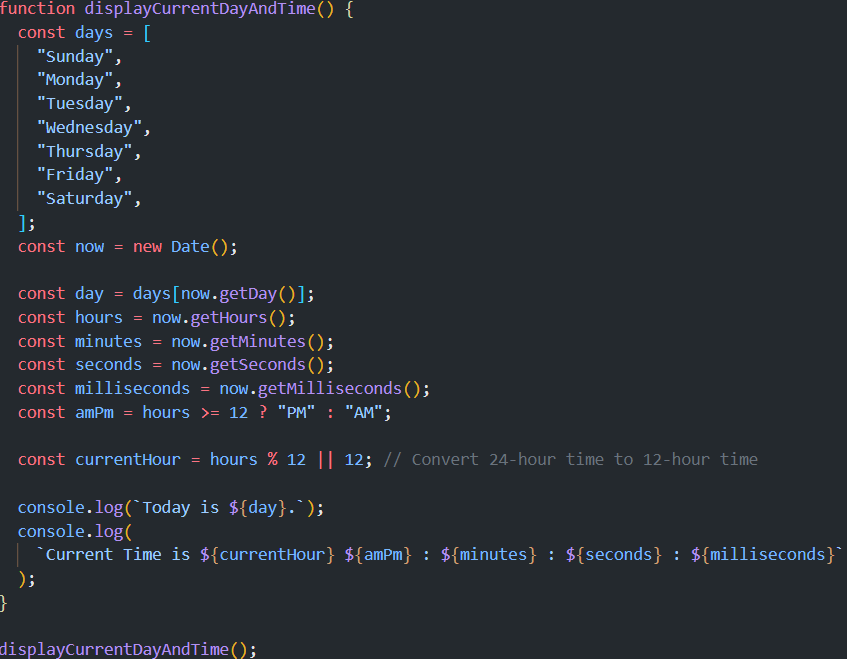 function displayCurrentDayAndTime() {
  const days = [
    "Sunday",
    "Monday",
    "Tuesday",
    "Wednesday",
    "Thursday",
    "Friday",
    "Saturday",
  ];
  const now = new Date();

  const day = days[now.getDay()];
  const hours = now.getHours();
  const minutes = now.getMinutes();
  const seconds = now.getSeconds();
  const milliseconds = now.getMilliseconds();
  const amPm = hours >= 12 ? "PM" : "AM";

  const currentHour = hours % 12 || 12; // Convert 24-hour time to 12-hour time

  console.log(`Today is ${day}.`);
  console.log(
    `Current Time is ${currentHour} ${amPm} : ${minutes} : ${seconds} : ${milliseconds}`
  );
}

displayCurrentDayAndTime();